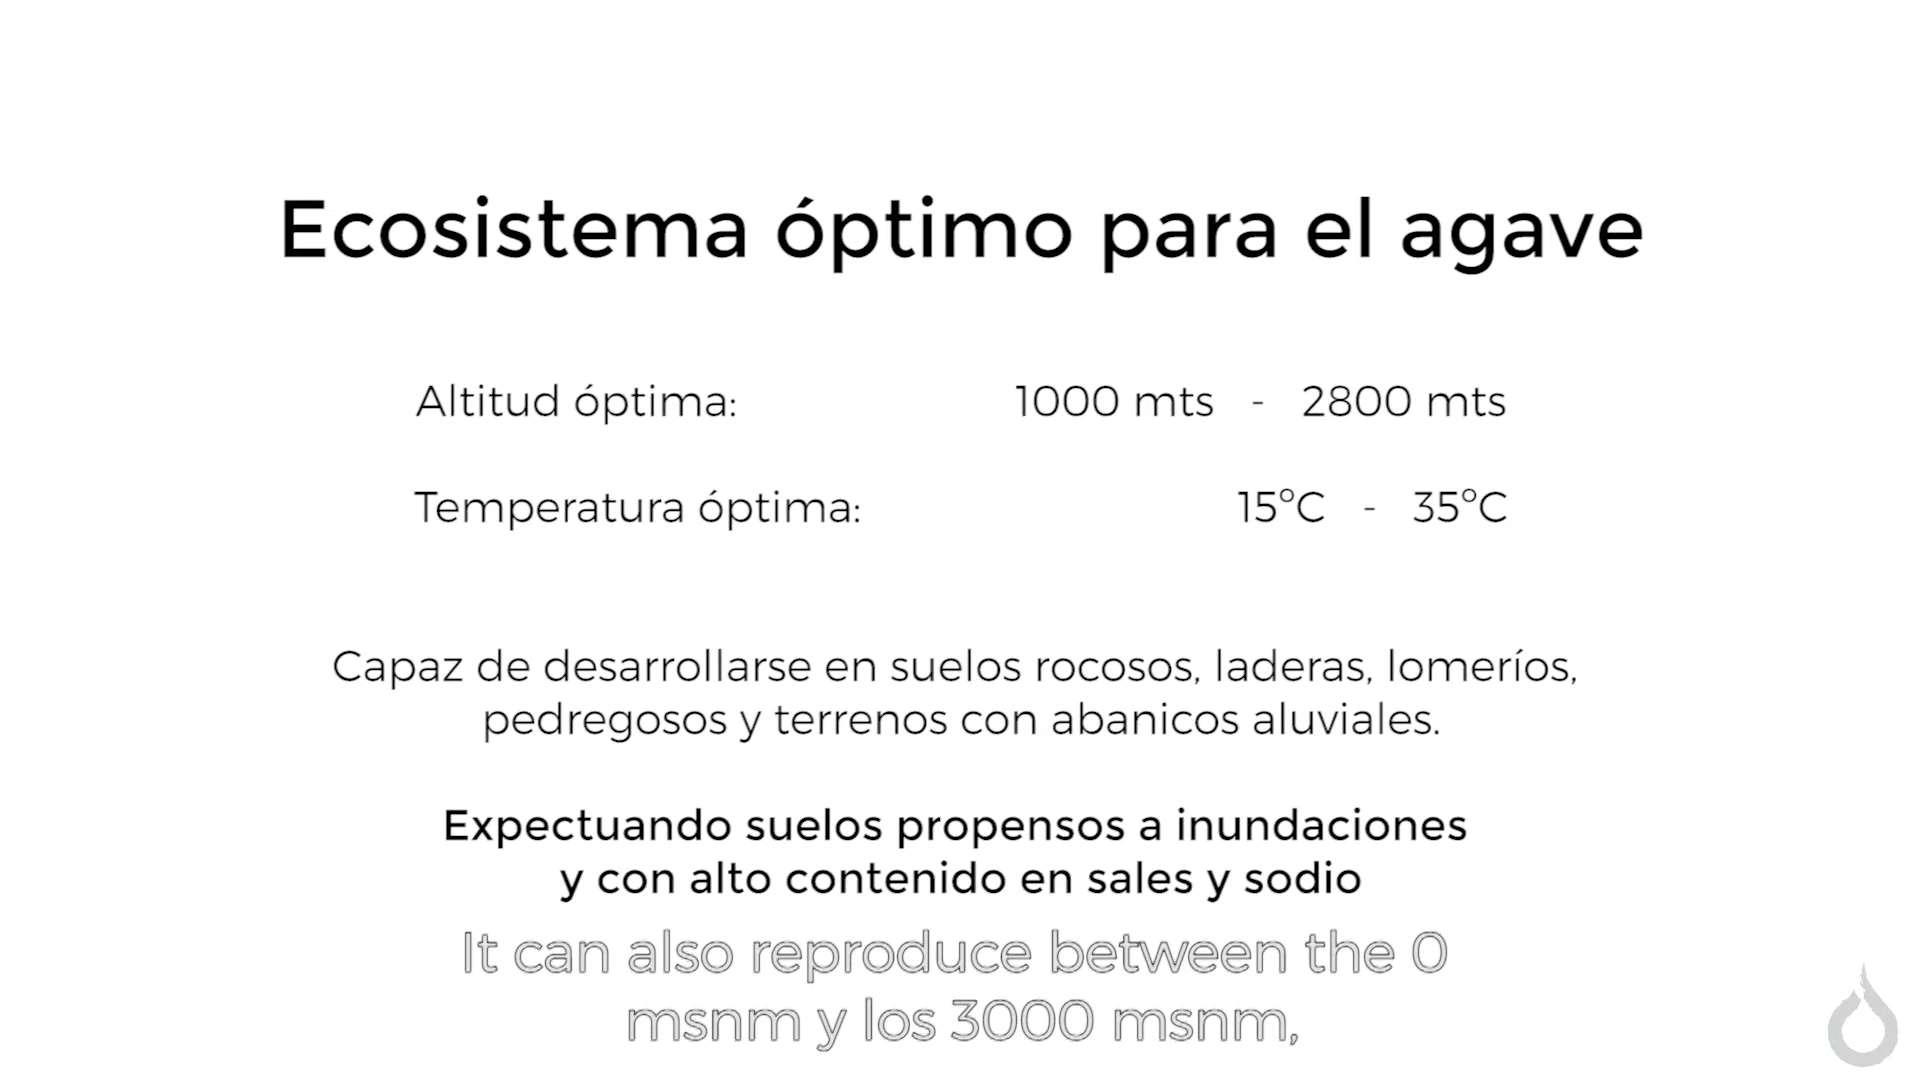 Ecosistema óptimo para el agave
Altitud óptima: 1000 mts - 2800 mts
Temperatura óptima: 15ºC - 35ºC
Capaz de desarrollarse en suelos rocosos, laderas, lomeríos,
pedregosos y terrenos con abanicos aluviales.
Expectuando suelos propensos a inundaciones
y con alto contenido en sales y sodio
It can also reproduce between the 0
msnm y los 3000 msnm,